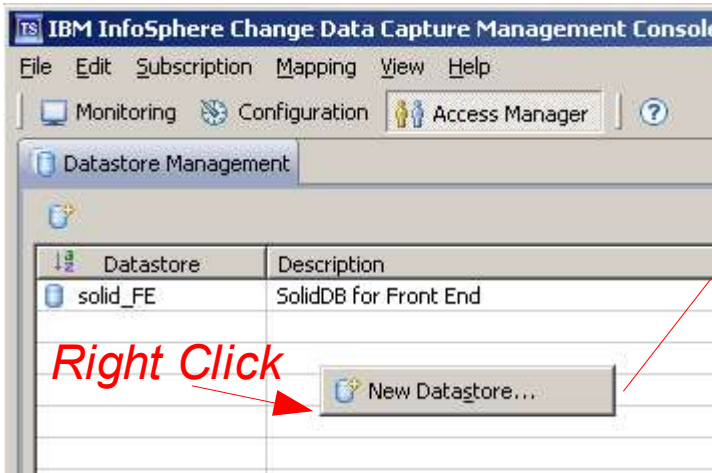 TS IBM InfoSphere Change Data Capture Management Console
File Edit Subscription Mapping View Help
Monitoring Configuration Access Manager ?
Datastore Management
Datastore Description
solid_FE SolidDB for Front End
Right Click
New Datastore...